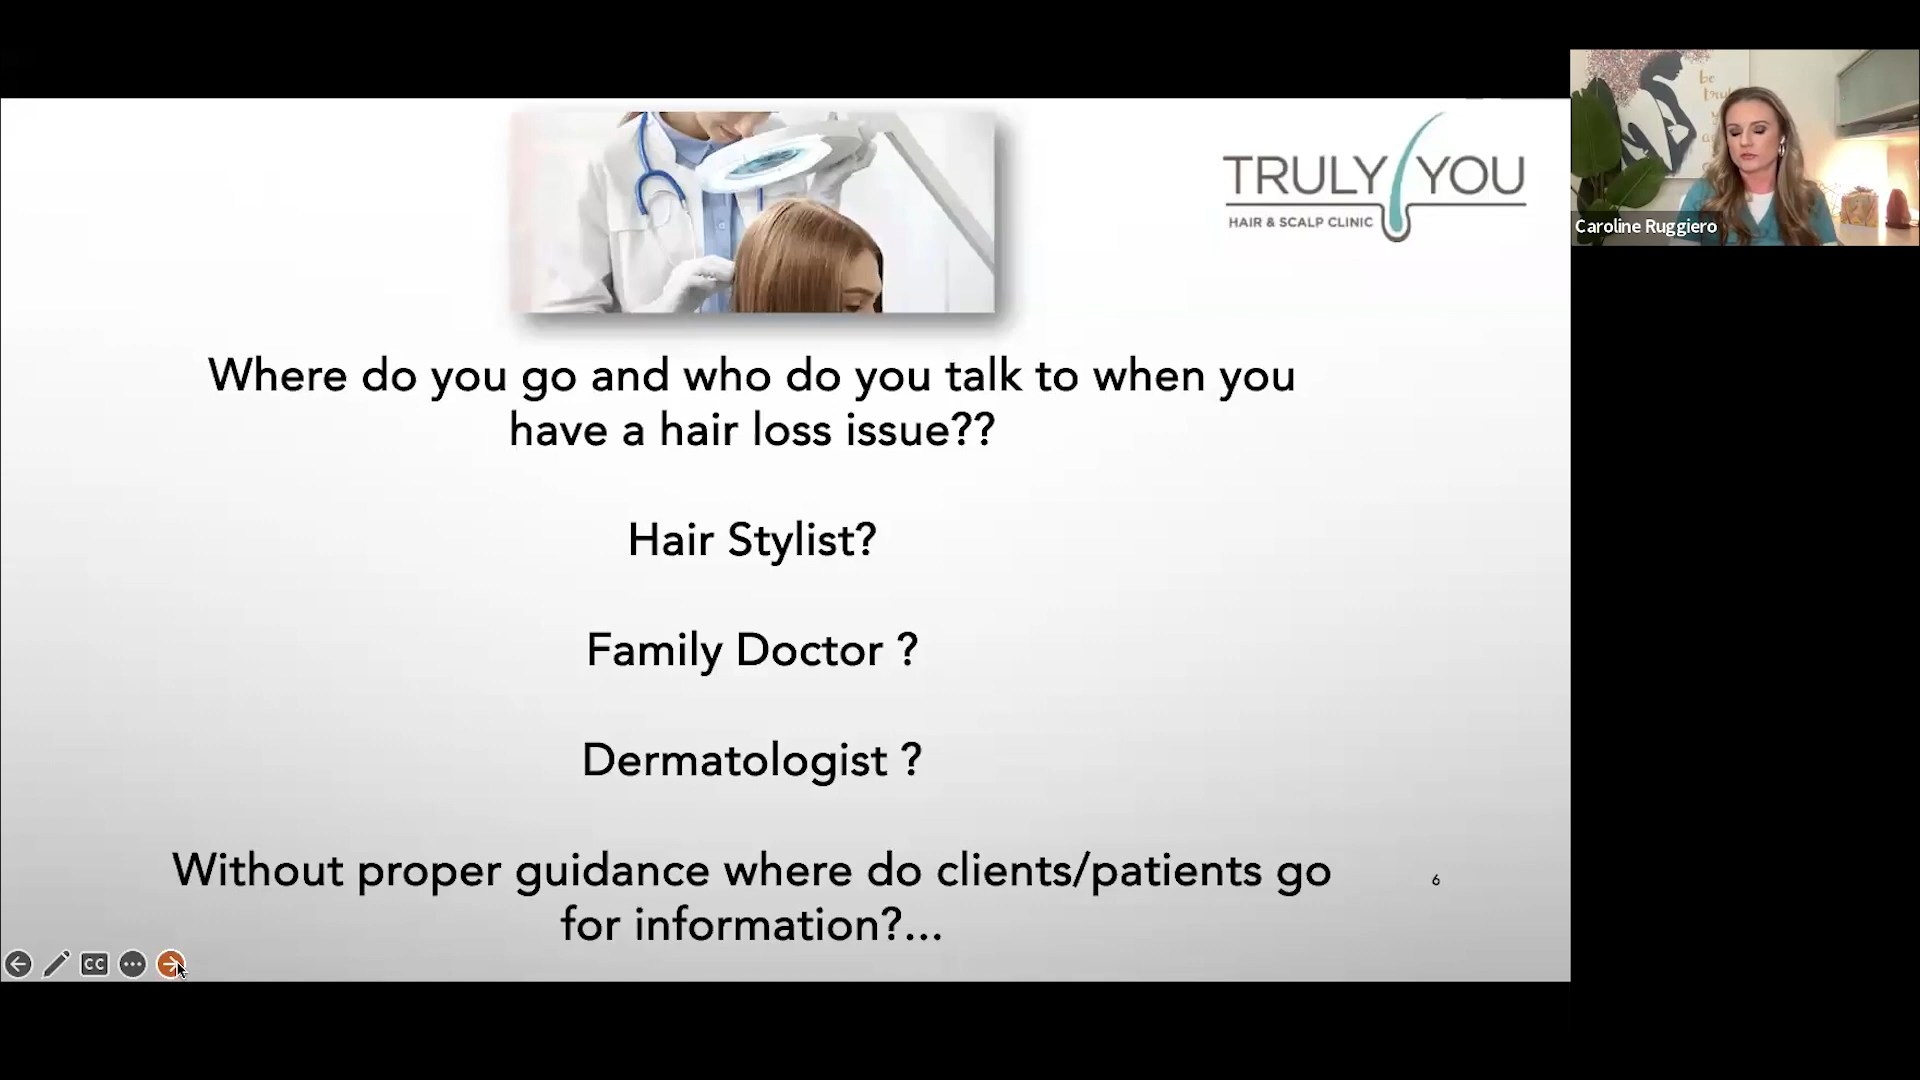 TRULY YOU
HAIR & SCALP CLINIC
be
Caroline Ruggiero
Where do you go and who do you talk to when you
have a hair loss issue??
Hair Stylist?
Family Doctor ?
Dermatologist ?
Without proper guidance where do clients/patients go
for information?...
6
CC